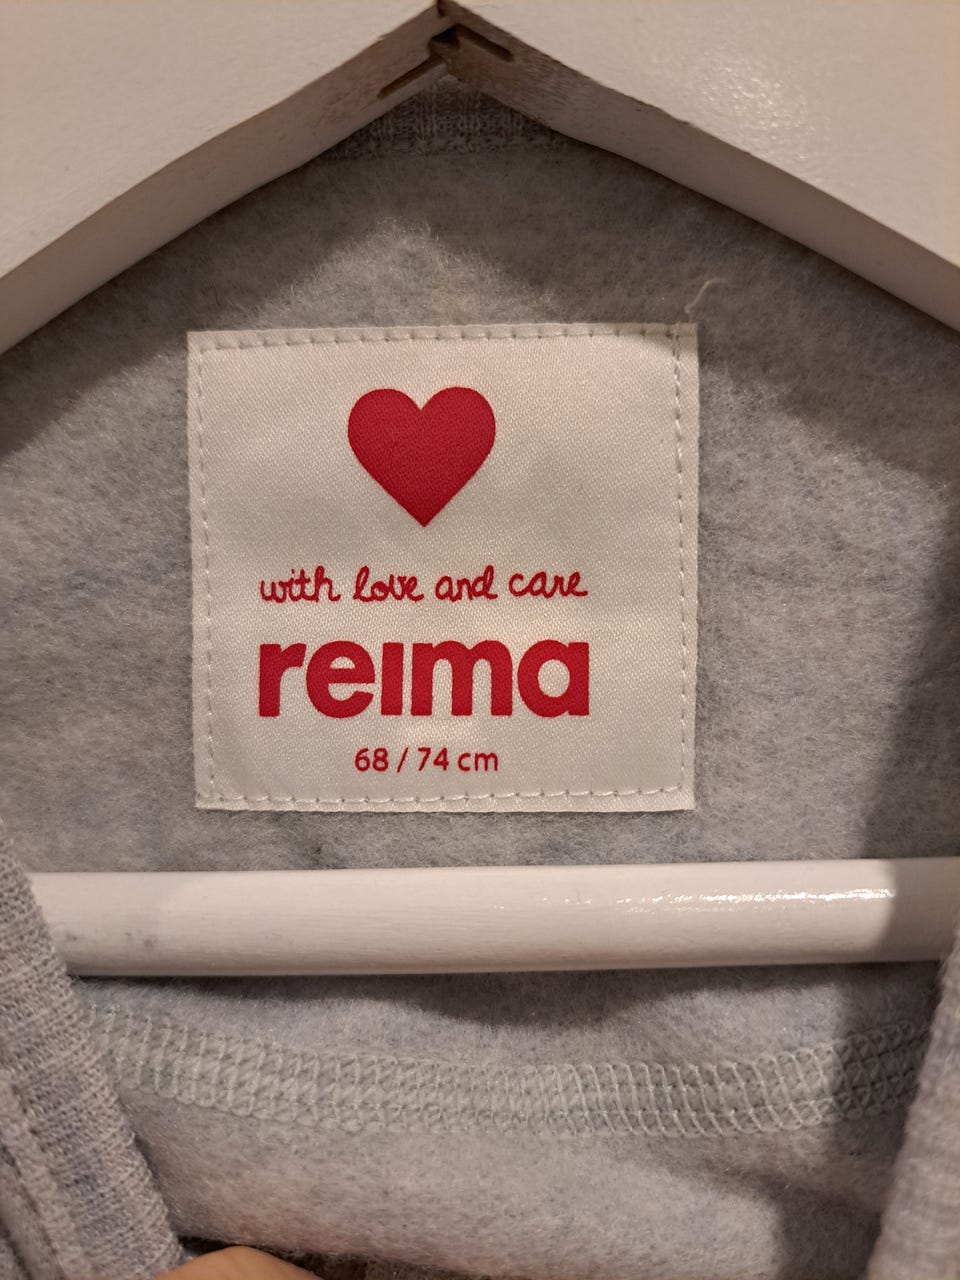 with love and care
reima
68 / 74 cm